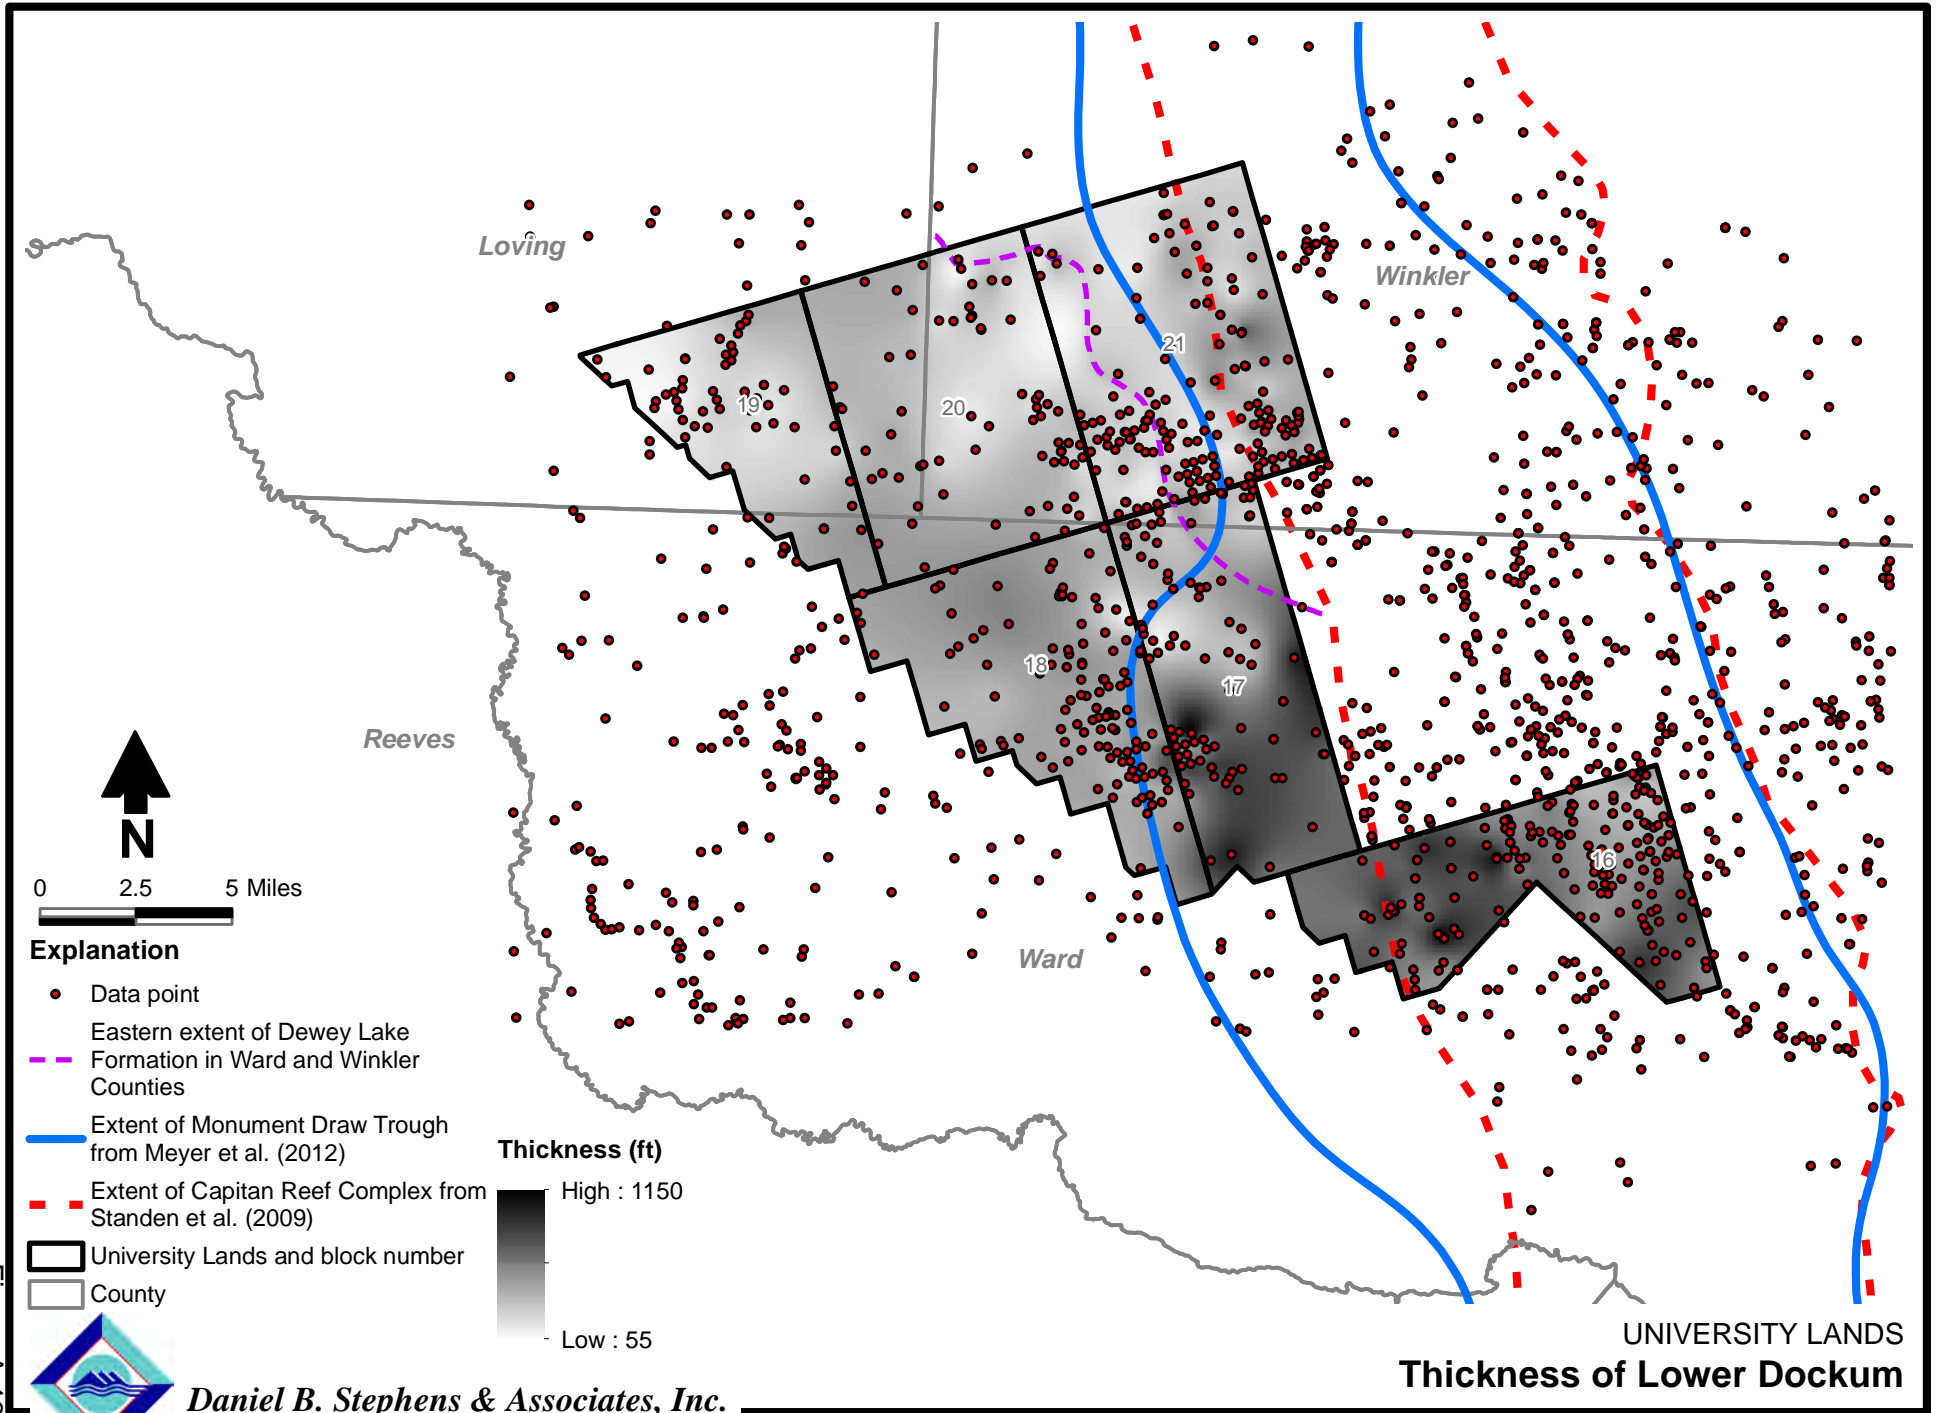 Loving
Winkler
21
19
20
18
17
Reeves
16
Ward
N
0 2.5 5 Miles
Explanation
Data point
Eastern extent of Dewey Lake
Formation in Ward and Winkler
Counties
Extent of Monument Draw Trough
from Meyer et al. (2012)
Extent of Capitan Reef Complex from
Standen et al. (2009)
University Lands and block number
County
Thickness (ft)
High : 1150
Low : 55
UNIVERSITY LANDS
Thickness of Lower Dockum
Daniel B. Stephens & Associates, Inc.